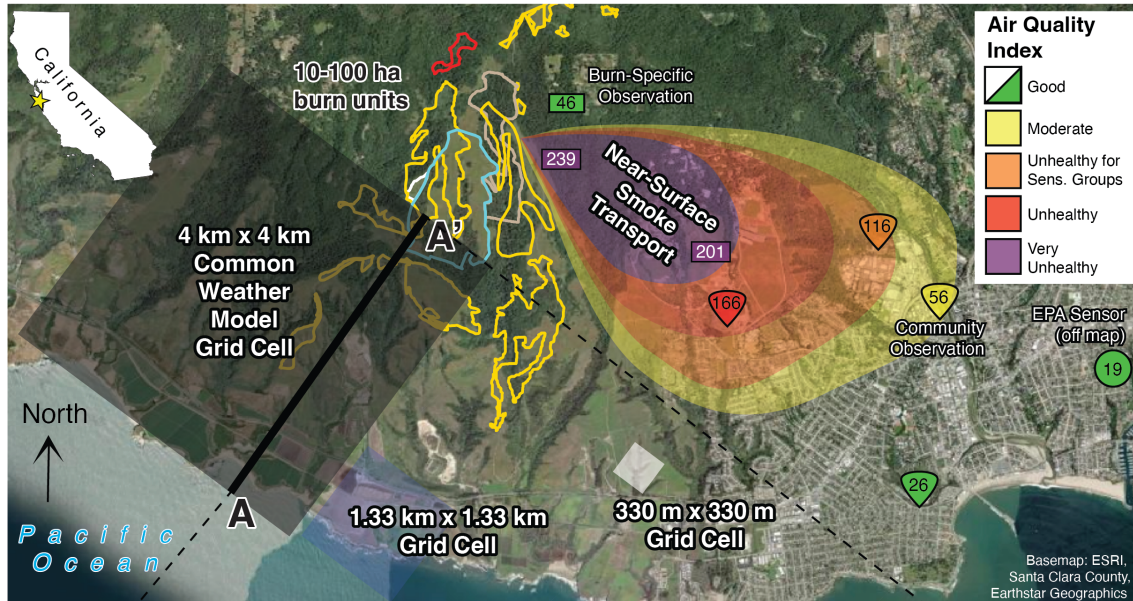 California
10-100 ha
burn units
46
Burn-Specific
Observation
239
Near-Surface
Smoke
Transport
201
116
166
56
Community
Observation
EPA Sensor
(off map)
19
26
Air Quality
Index
Good
Moderate
Unhealthy for
Sens. Groups
Unhealthy
Very
Unhealthy
4 km x 4 km
Common
Weather
Model
Grid Cell
A'
A
North
Pacific
Ocean
1.33 km x 1.33 km
Grid Cell
330 m x 330 m
Grid Cell
Basemap: ESRI,
Santa Clara County,
Earthstar Geographics